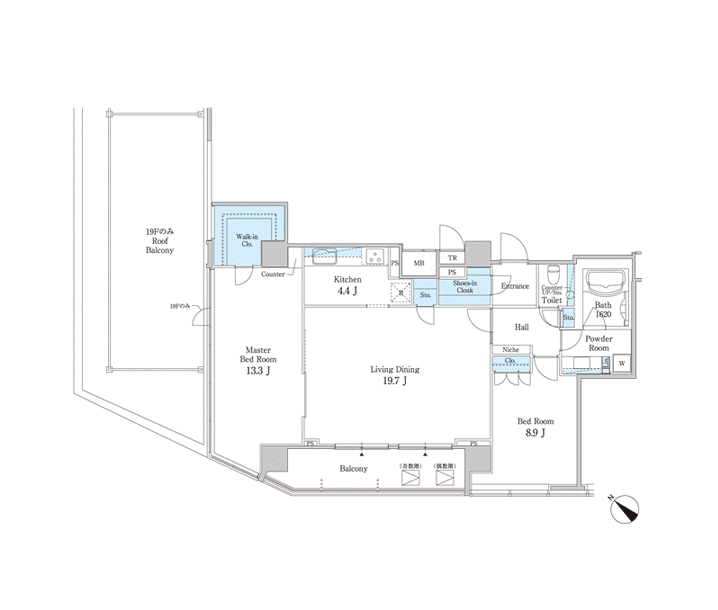 19Fのみ
Roof
Balcony
19Fのみ
Walk-in
Clo.
Counter
Kitchen
4.4 J
R
PS
MB
TR
PS
Sto.
Shoes-in
Cloak
Entrance
Counter
UP-Sto.
Toilet
Sto.
Bath
1620
Hall
Powder
Room
Niche
Clo.
Lin
W
Master
Bed Room
13.3 J
Living Dining
19.7 J
Bed Room
8.9 J
PS
PS
Balcony
(奇数階)
(偶数階)
N